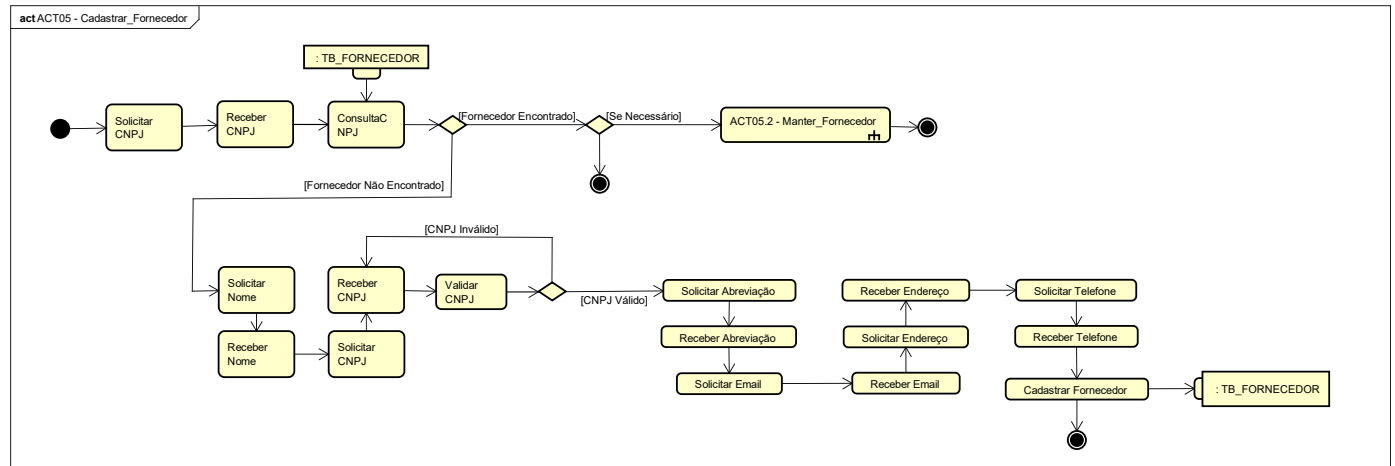 act ACT05 - Cadastrar_Fornecedor
: TB_FORNECEDOR
Solicitar
CNPJ
Receber
CNPJ
ConsultaC
NPJ
[Fornecedor Encontrado]
[Se Necessário]
ACT05.2 - Manter_Fornecedor
[Fornecedor Não Encontrado]
[CNPJ Inválido]
Solicitar
Nome
Receber
Nome
Receber
CNPJ
Solicitar
CNPJ
Validar
CNPJ
[CNPJ Válido]
Solicitar Abreviação
Receber Abreviação
Solicitar Email
Receber Endereço
Solicitar Endereço
Receber Email
Solicitar Telefone
Receber Telefone
Cadastrar Fornecedor
: TB_FORNECEDOR